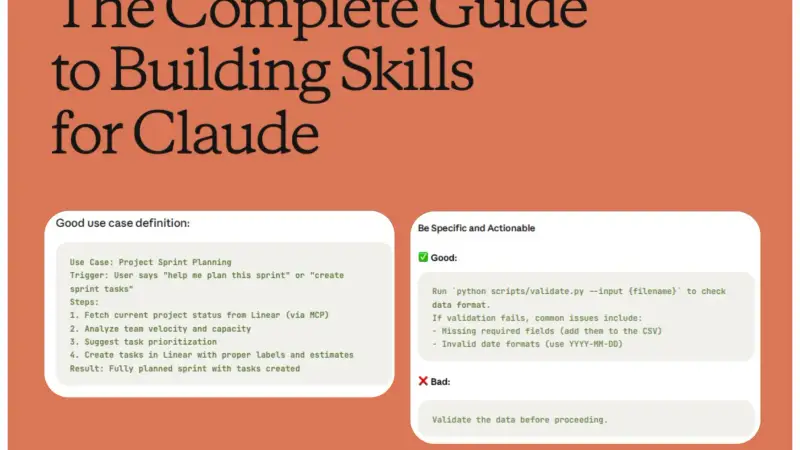 The Complete Guide
to Building Skills
for Claude
Good use case definition:
Use Case: Project Sprint Planning
Trigger: User says "help me plan this sprint" or "create
sprint tasks"
Steps:
1. Fetch current project status from Linear (via MCP)
2. Analyze team velocity and capacity
3. Suggest task prioritization
4. Create tasks in Linear with proper labels and estimates
Result: Fully planned sprint with tasks created
Be Specific and Actionable
✅ Good:
Run `python scripts/validate.py --input {filename}` to check
data format.
If validation fails, common issues include:
- Missing required fields (add them to the CSV)
- Invalid date formats (use YYYY-MM-DD)
❌ Bad:
Validate the data before proceeding.